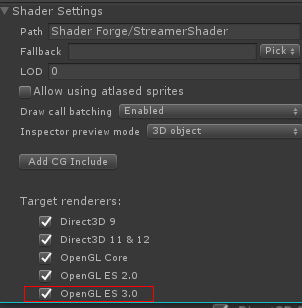 Shader Settings
Path Shader Forge/StreamerShader
Fallback Pick
LOD 0
Allow using atlased sprites
Draw call batching Enabled
Inspector preview mode 3D object
Add CG Include
Target renderers:
Direct3D 9
Direct3D 11 & 12
OpenGL Core
OpenGL ES 2.0
OpenGL ES 3.0